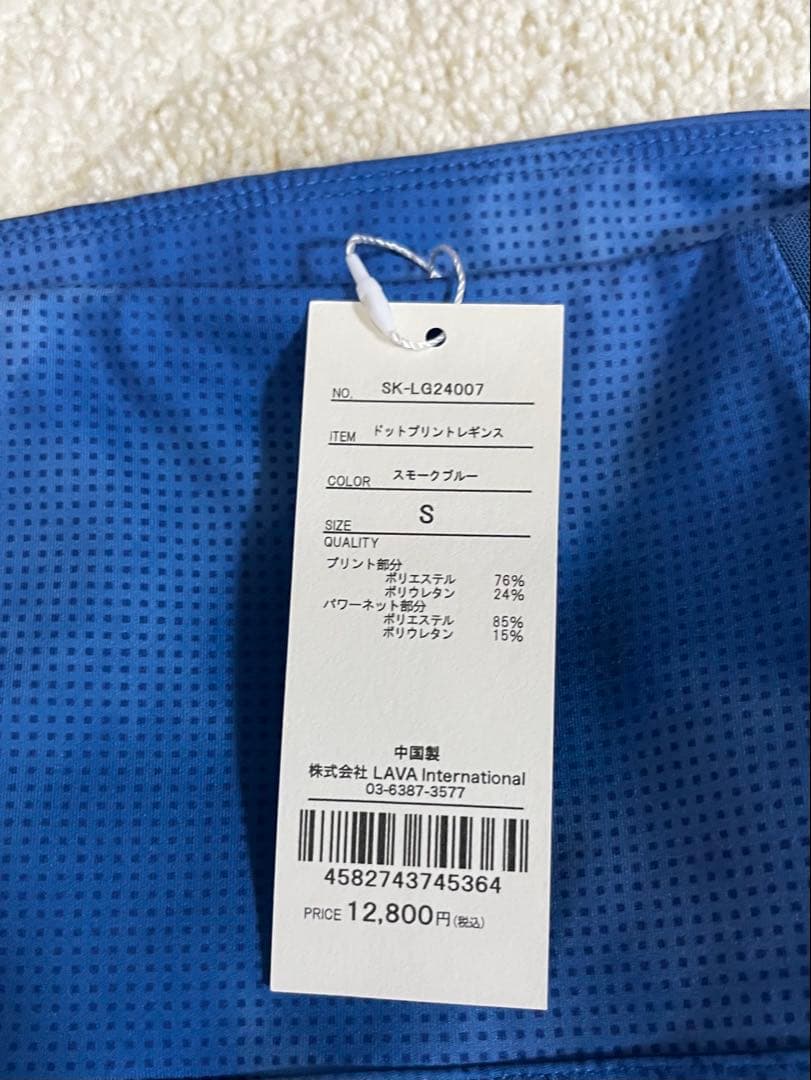 NO. SK-LG24007
ITEM ドットプリントレギンス
COLOR スモークブルー
SIZE S
QUALITY
プリント部分
ポリエステル 76%
ポリウレタン 24%
パワーネット部分
ポリエステル 85%
ポリウレタン 15%
中国製
株式会社 LAVA International
03-6387-3577
4582743745364
PRICE 12,800円(税込)